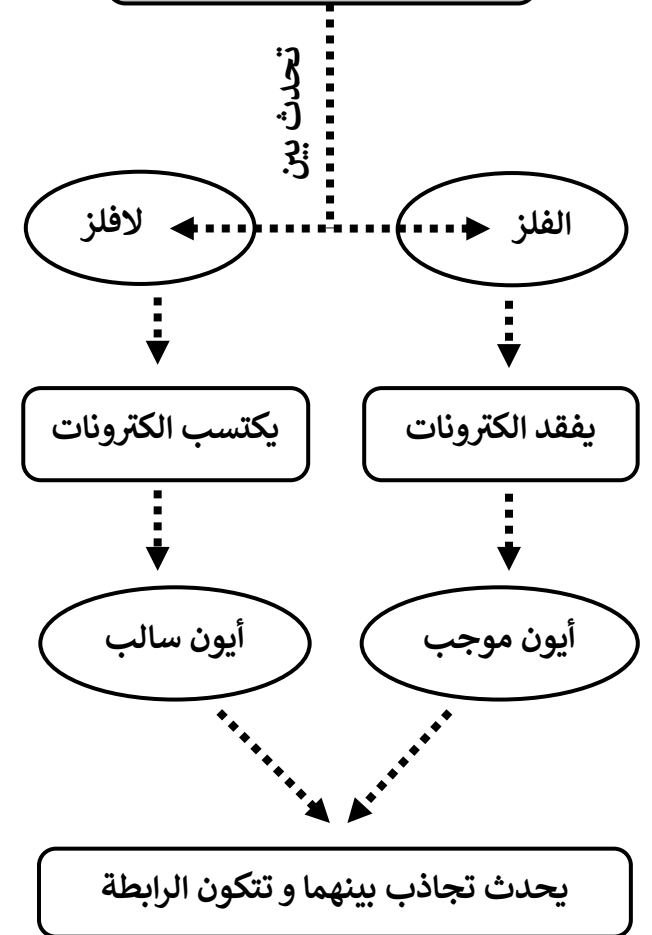 تحدث بين
الفلز
لافلز
يفقد الكترونات
يكتسب الكترونات
أيون موجب
أيون سالب
يحدث تجاذب بينهما و تتكون الرابطة